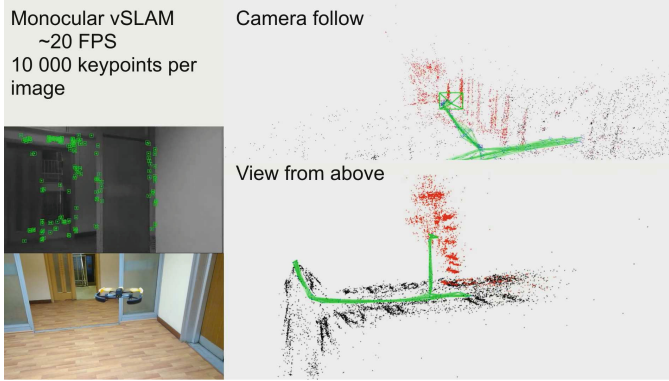 Monocular vSLAM
~20 FPS
10 000 keypoints per
image
Camera follow
View from above